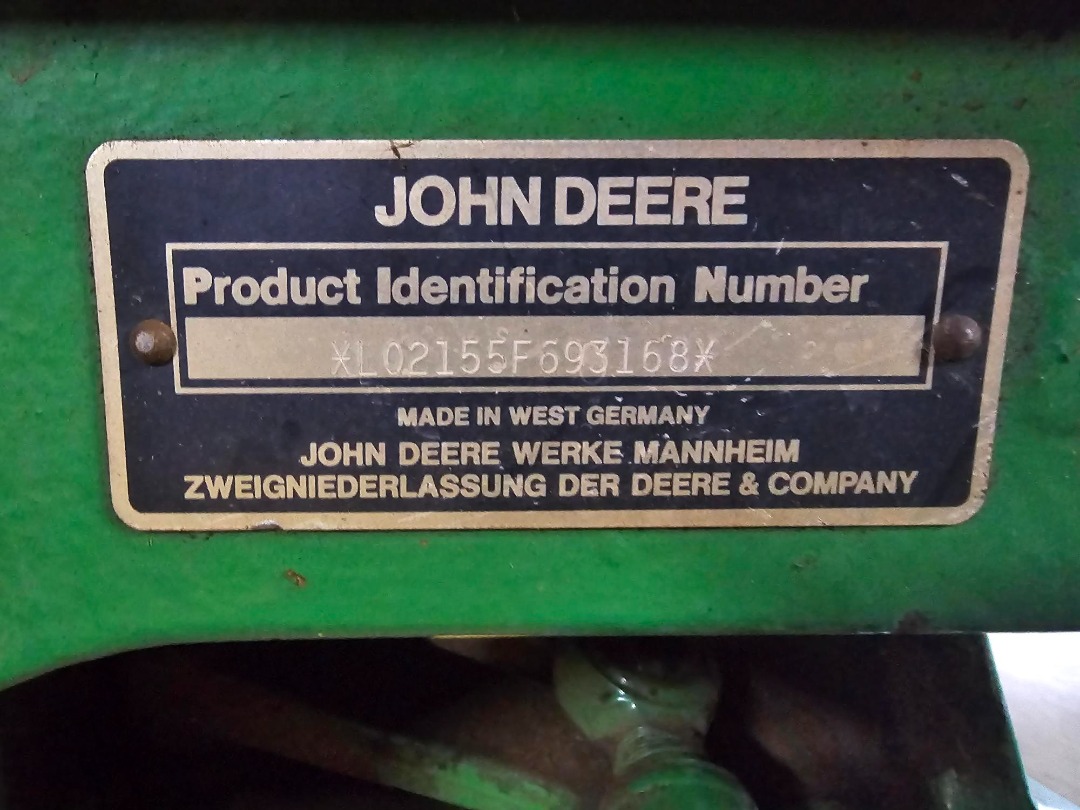 JOHN DEERE
Product Identification Number
*L02155F693168*
MADE IN WEST GERMANY
JOHN DEERE WERKE MANNHEIM
ZWEIGNIEDERLASSUNG DER DEERE & COMPANY